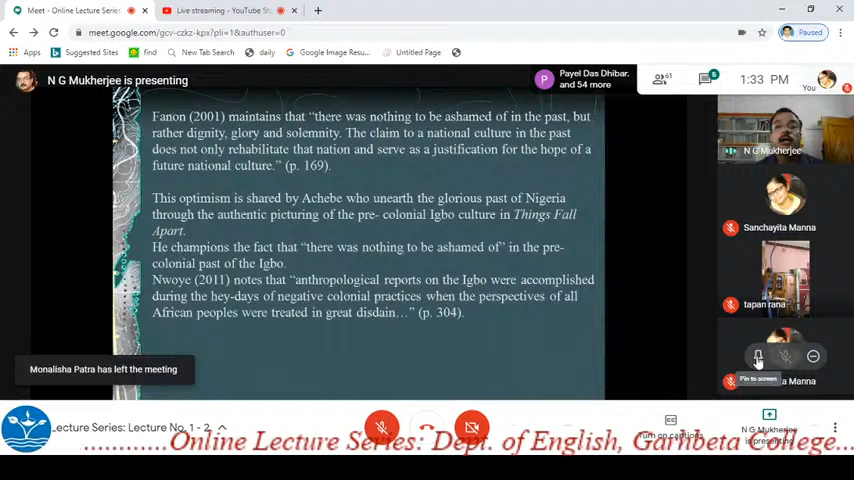 Meet - Online Lecture Series:
Live streaming - YouTube St
meet.google.com/gcv-czkz-kpx?pli=1&authuser=0
Paused
Apps
Suggested Sites
find
New Tab Search
daily
Google Image Resu...
Untitled Page
N G Mukherjee is presenting
P
Payel Das Dhibar.
and 54 more
61
6
1:33 PM
You
Fanon (2001) maintains that “there was nothing to be ashamed of in the past, but
rather dignity, glory and solemnity. The claim to a national culture in the past
does not only rehabilitate that nation and serve as a justification for the hope of a
future national culture.” (p. 169).
This optimism is shared by Achebe who unearth the glorious past of Nigeria
through the authentic picturing of the pre- colonial Igbo culture in Things Fall
Apart.
He champions the fact that “there was nothing to be ashamed of” in the pre-
colonial past of the Igbo.
Nwoye (2011) notes that “anthropological reports on the Igbo were accomplished
during the hey-days of negative colonial practices when the perspectives of all
African peoples were treated in great disdain…” (p. 304).
N G Mukherjee
Sanchayita Manna
tapan rana
Pin to screen
Manna
Monalisha Patra has left the meeting
Lecture Series: Lecture No. 1 - 2
Turn on captions
N G Mukherjee
is presenting
..........Online Lecture Series: Dept. of English, Garhbeta College...